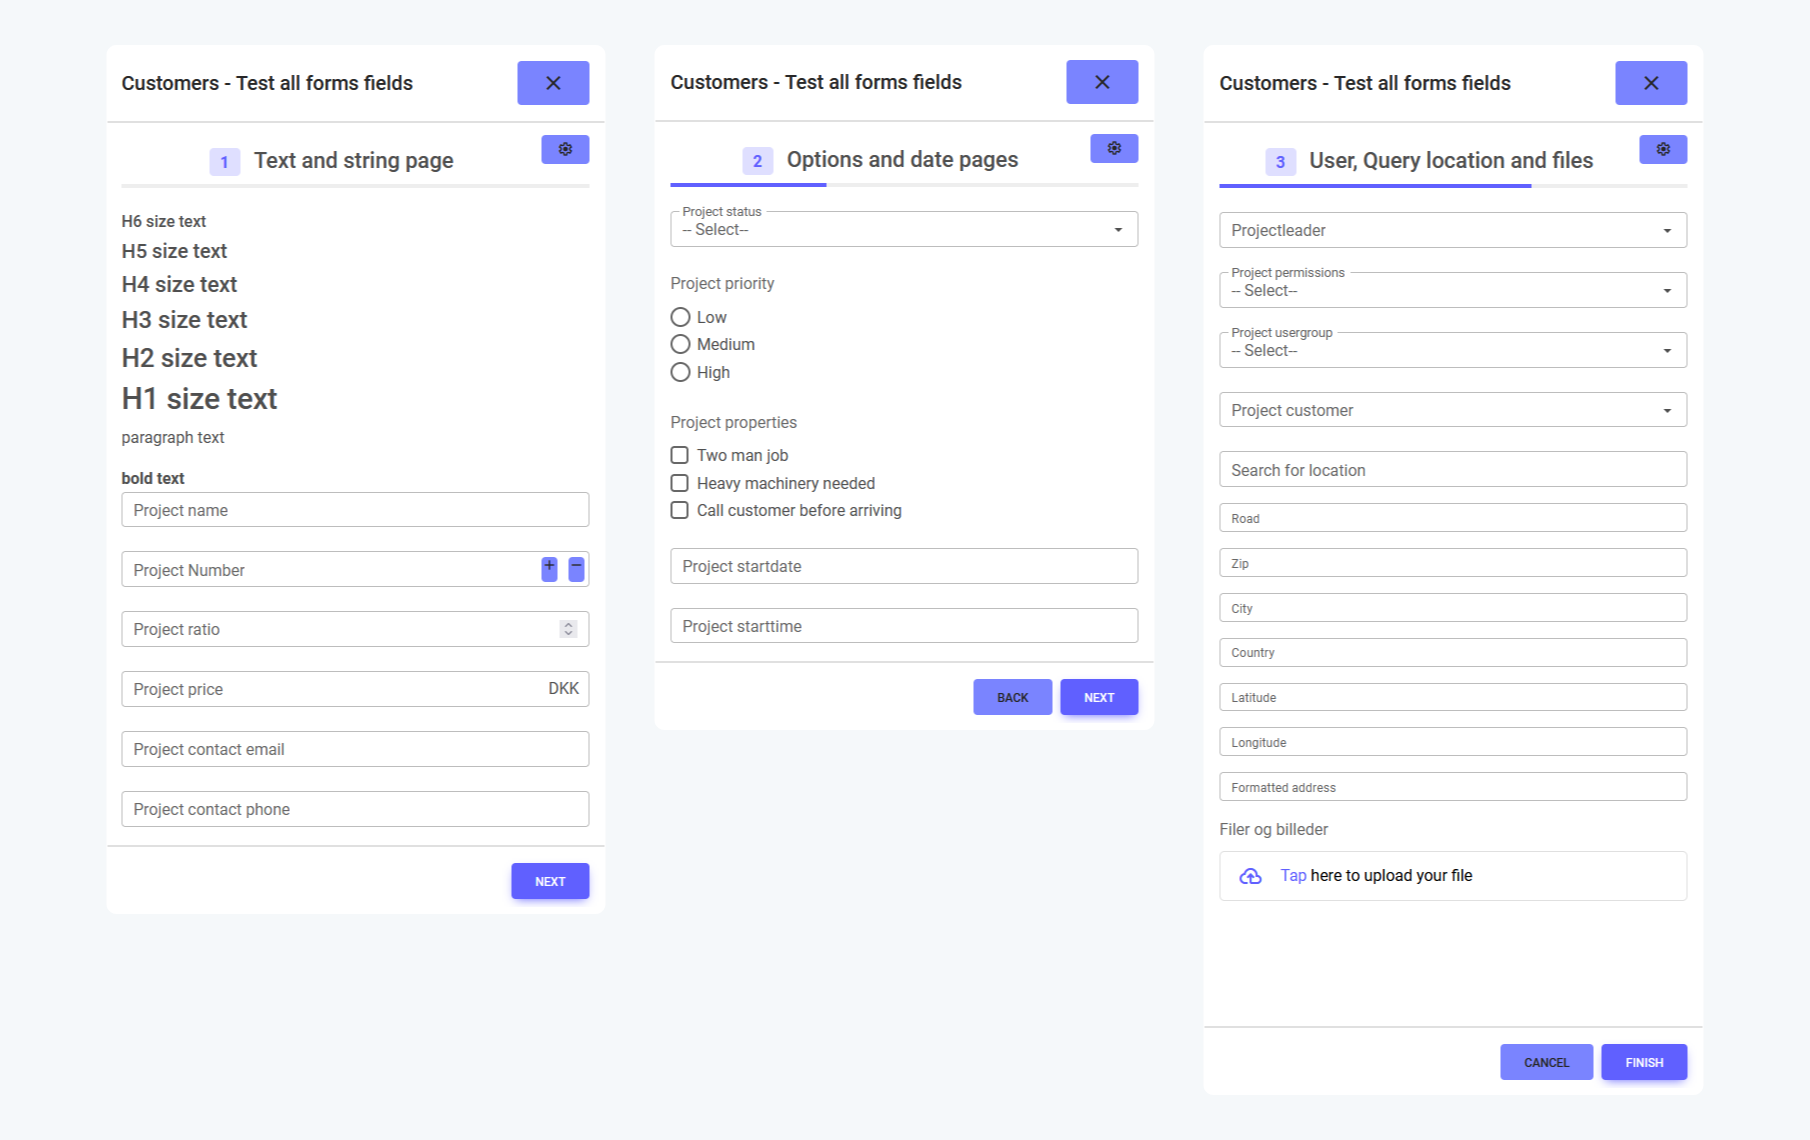 Customers - Test all forms fields
1 Text and string page
H6 size text
H5 size text
H4 size text
H3 size text
H2 size text
H1 size text
paragraph text
bold text
Project name
Project Number
Project ratio
Project price DKK
Project contact email
Project contact phone
NEXT
Customers - Test all forms fields
2 Options and date pages
Project status
-- Select--
Project priority
Low
Medium
High
Project properties
Two man job
Heavy machinery needed
Call customer before arriving
Project startdate
Project starttime
BACK NEXT
Customers - Test all forms fields
3 User, Query location and files
Projectleader
Project permissions
-- Select--
Project usergroup
-- Select--
Project customer
Search for location
Road
Zip
City
Country
Latitude
Longitude
Formatted address
Filer og billeder
Tap here to upload your file
CANCEL FINISH